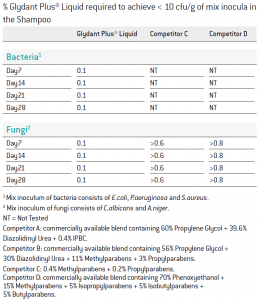 % Glydant Plus® Liquid required to achieve < 10 cfu/g of mix inocula in
the Shampoo
Glydant Plus® Liquid Competitor C Competitor D
Bacteria¹
Day7 0.1 NT NT
Day14 0.1 NT NT
Day21 0.1 NT NT
Day28 0.1 NT NT
Fungi²
Day7 0.1 >0.6 >0.8
Day14 0.1 >0.6 >0.8
Day21 0.1 >0.6 >0.8
Day28 0.1 >0.6 >0.8
¹ Mix inoculum of bacteria consists of E.coli, P.aeruginosa and S.aureus.
² Mix inoculum of fungi consists of C.albicans and A.niger.
NT = Not Tested
Competitor A: commercially available blend containing 60% Propylene Glycol + 39.6%
Diazolidinyl Urea + 0.4% IPBC.
Competitor B: commercially available blend containing 56% Propylene Glycol +
30% Diazolidinyl Urea + 11% Methylparabens + 3% Propylparabens.
Competitor C: 0.4% Methylparabens + 0.2% Propylparabens.
Competitor D: commercially available blend containing 70% Phenoxyethanol +
15% Methylparabens + 5% Isopropylparabens + 5% Isobutylparabens +
5% Butylparabens.